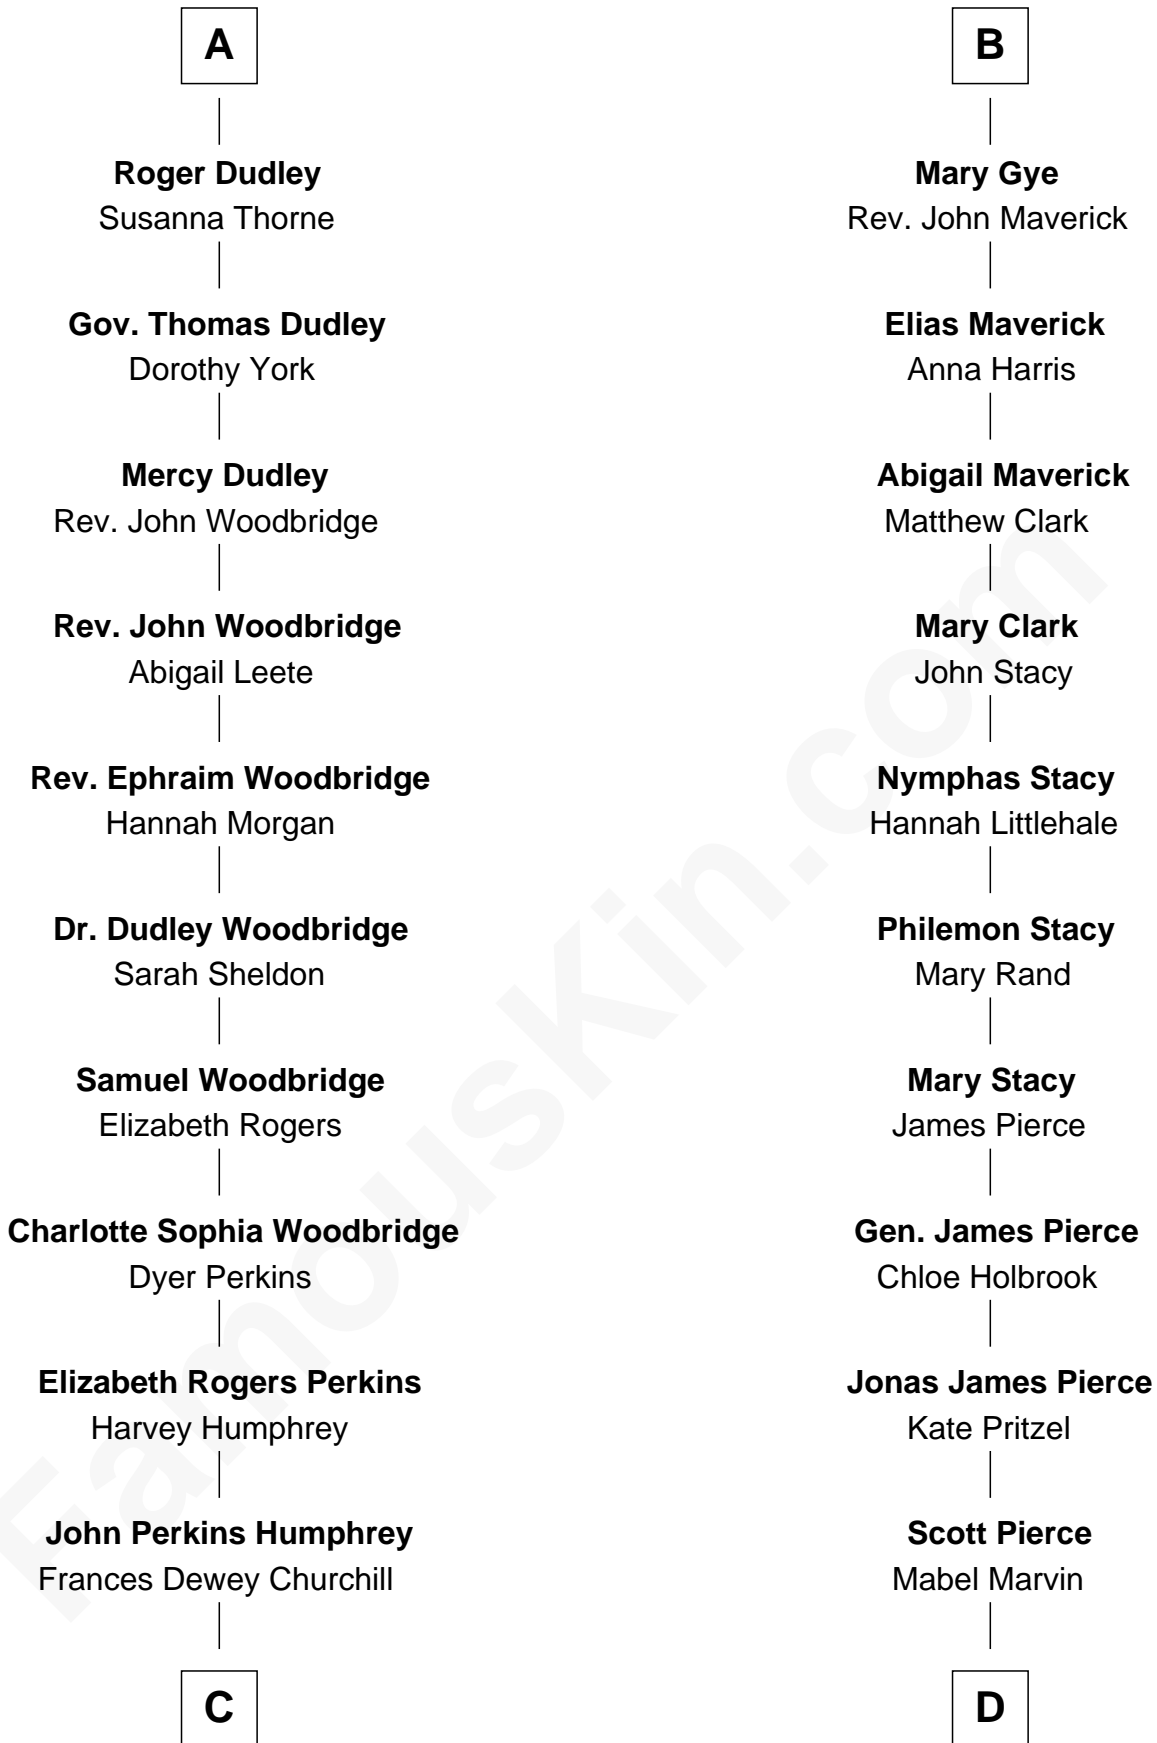 A
Roger Dudley
Susanna Thorne
Gov. Thomas Dudley
Dorothy York
Mercy Dudley
Rev. John Woodbridge
Rev. John Woodbridge
Abigail Leete
Rev. Ephraim Woodbridge
Hannah Morgan
Dr. Dudley Woodbridge
Sarah Sheldon
Samuel Woodbridge
Elizabeth Rogers
Charlotte Sophia Woodbridge
Dyer Perkins
Elizabeth Rogers Perkins
Harvey Humphrey
John Perkins Humphrey
Frances Dewey Churchill
C
B
Mary Gye
Rev. John Maverick
Elias Maverick
Anna Harris
Abigail Maverick
Matthew Clark
Mary Clark
John Stacy
Nymphas Stacy
Hannah Littlehale
Philemon Stacy
Mary Rand
Mary Stacy
James Pierce
Gen. James Pierce
Chloe Holbrook
Jonas James Pierce
Kate Pritzel
Scott Pierce
Mabel Marvin
D
FamousKin.com